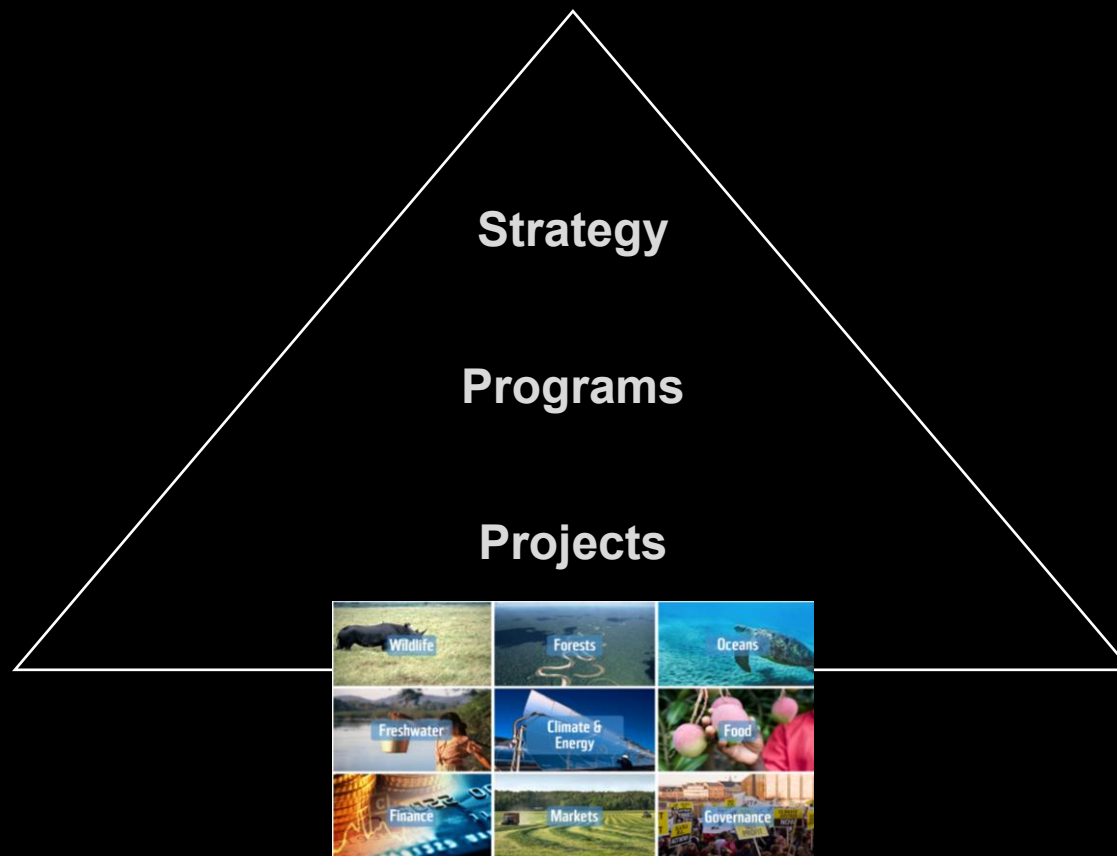 Strategy
Programs
Projects
Wildlife
Forests
Oceans
Freshwater
Climate &
Energy
Food
Finance
Markets
Governance